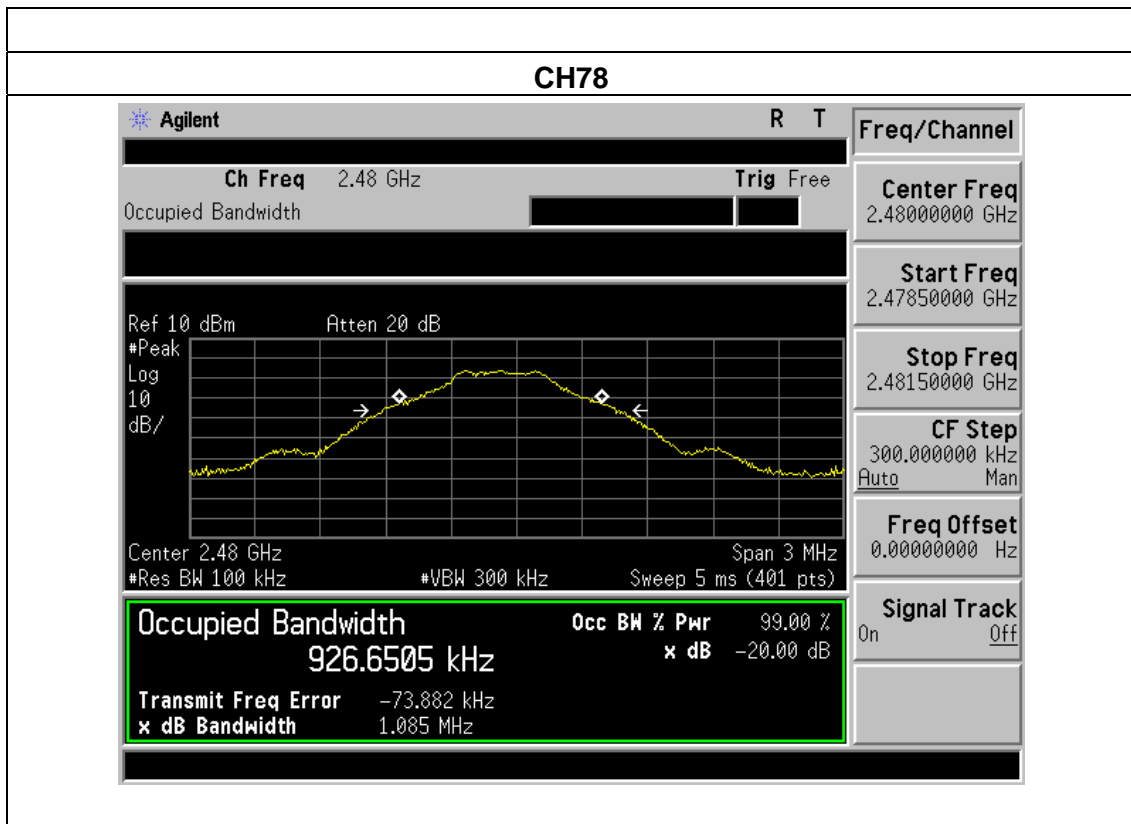 CH78
Agilent R T
Freq/Channel
Ch Freq 2.48 GHz Trig Free
Occupied Bandwidth
Center Freq
2.48000000 GHz
Start Freq
2.47850000 GHz
Stop Freq
2.48150000 GHz
CF Step
300.000000 kHz
Auto Man
Freq Offset
0.00000000 Hz
Signal Track
On Off
Ref 10 dBm Atten 20 dB
#Peak
Log
10
dB/
Center 2.48 GHz Span 3 MHz
#Res BW 100 kHz #VBW 300 kHz Sweep 5 ms (401 pts)
Occupied Bandwidth Occ BW % Pwr 99.00 %
926.6505 kHz x dB -20.00 dB
Transmit Freq Error -73.882 kHz
x dB Bandwidth 1.085 MHz